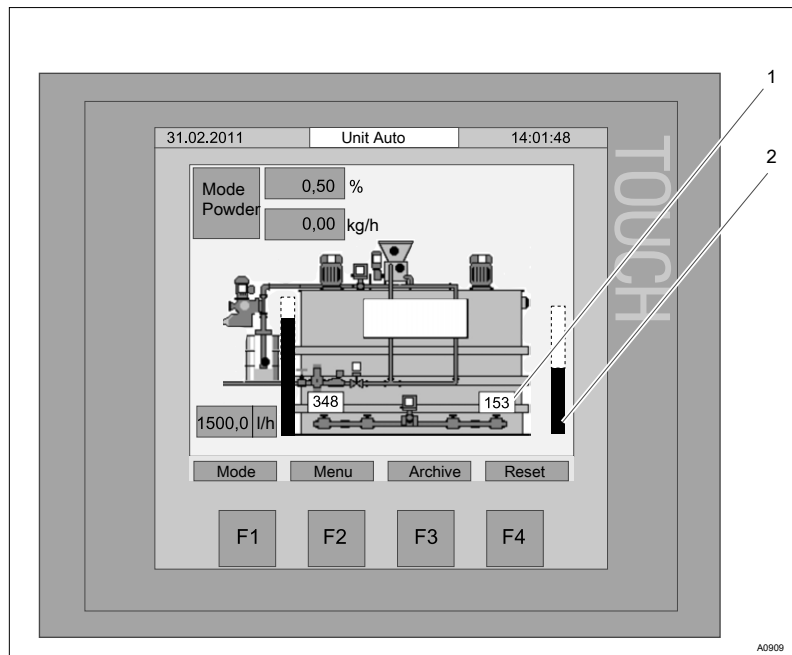 1
2
31.02.2011 Unit Auto 14:01:48
TOUCH
Mode Powder
0,50 %
0,00 kg/h
348 153
1500,0 l/h
Mode Menu Archive Reset
F1 F2 F3 F4
A0909